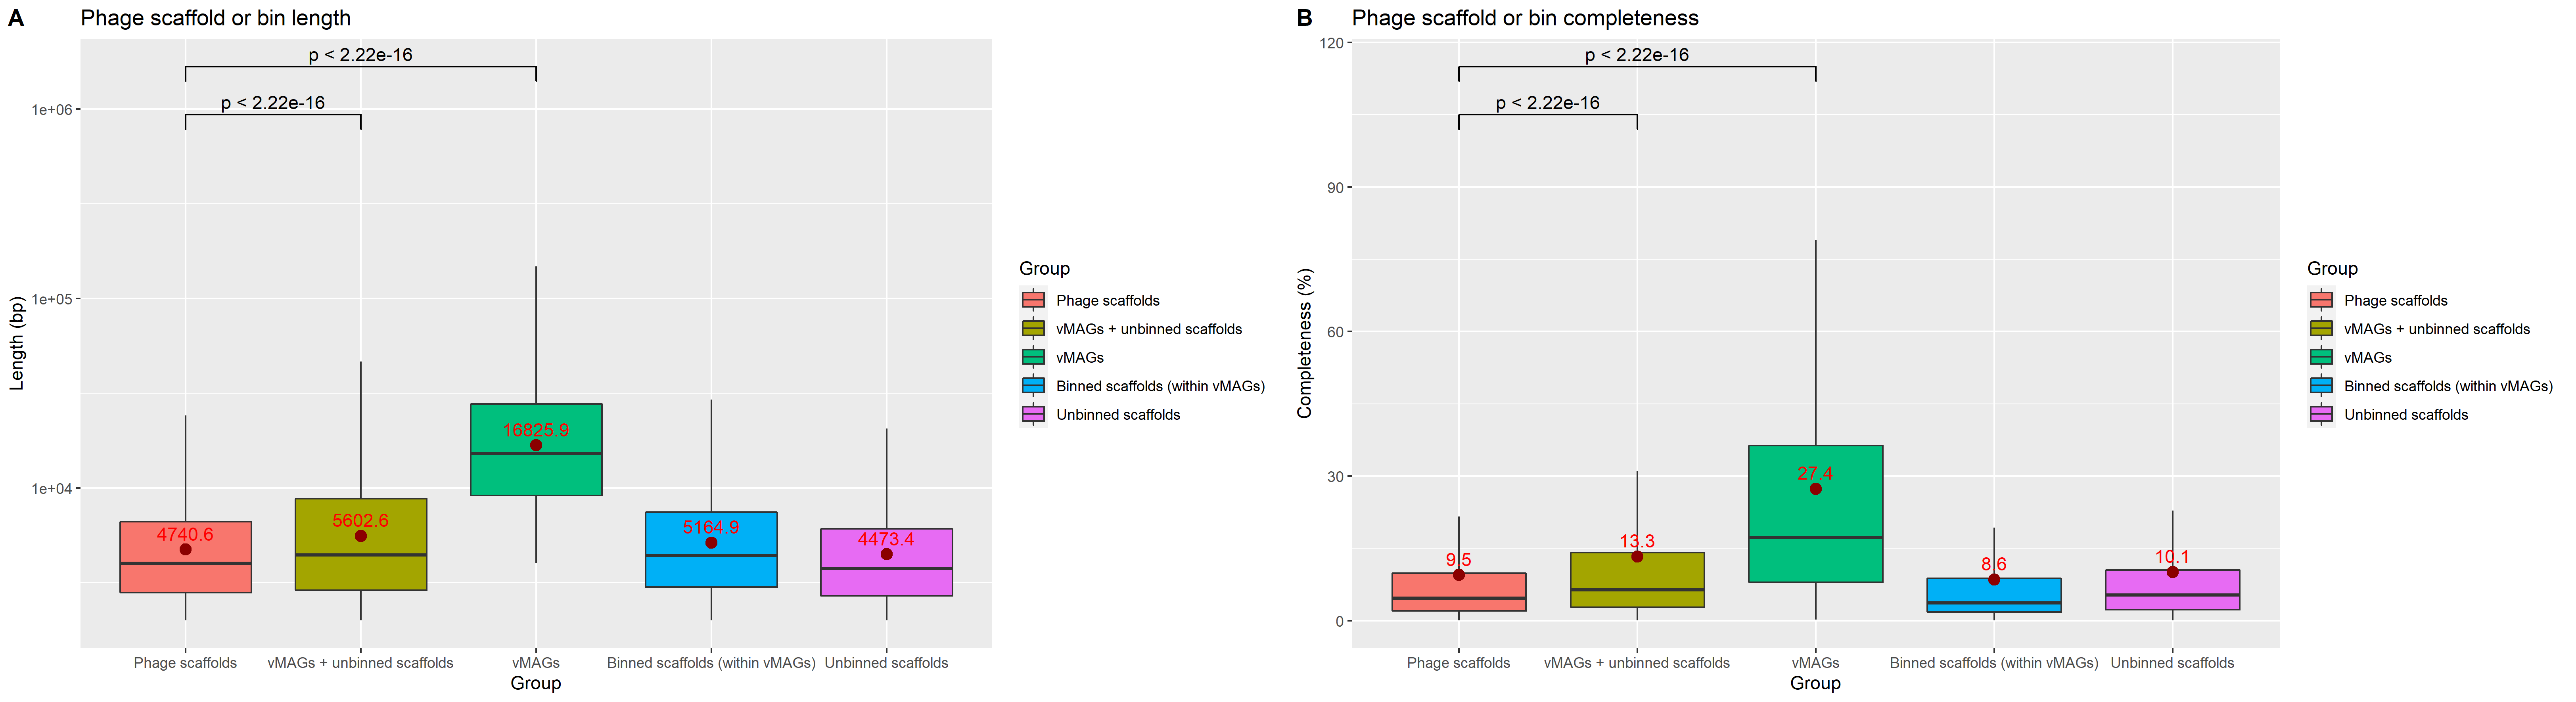 A
Phage scaffold or bin length
p < 2.22e-16
p < 2.22e-16
1e+06
1e+05
1e+04
Length (bp)
16825.9
4740.6
5602.6
5164.9
4473.4
Phage scaffolds
vMAGs + unbinned scaffolds
vMAGs
Binned scaffolds (within vMAGs)
Unbinned scaffolds
Group
Group
Phage scaffolds
vMAGs + unbinned scaffolds
vMAGs
Binned scaffolds (within vMAGs)
Unbinned scaffolds
B
Phage scaffold or bin completeness
p < 2.22e-16
p < 2.22e-16
120
90
60
30
0
Completeness (%)
9.5
13.3
27.4
8.6
10.1
Phage scaffolds
vMAGs + unbinned scaffolds
vMAGs
Binned scaffolds (within vMAGs)
Unbinned scaffolds
Group
Group
Phage scaffolds
vMAGs + unbinned scaffolds
vMAGs
Binned scaffolds (within vMAGs)
Unbinned scaffolds